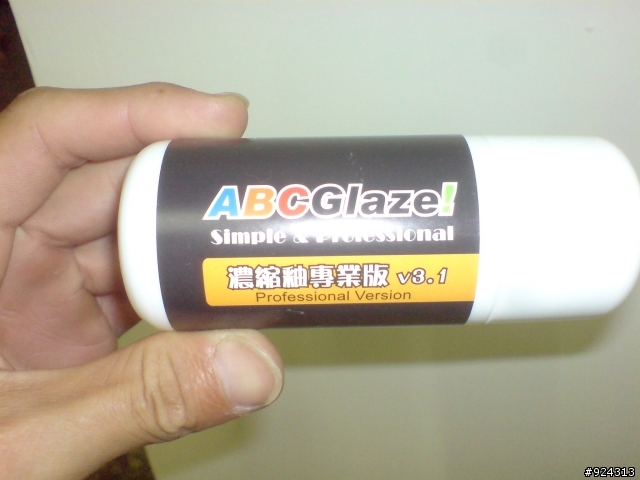 ABCGlaze!
Simple & Professional
濃縮釉專業版 v3.1
Professional Version
#924313